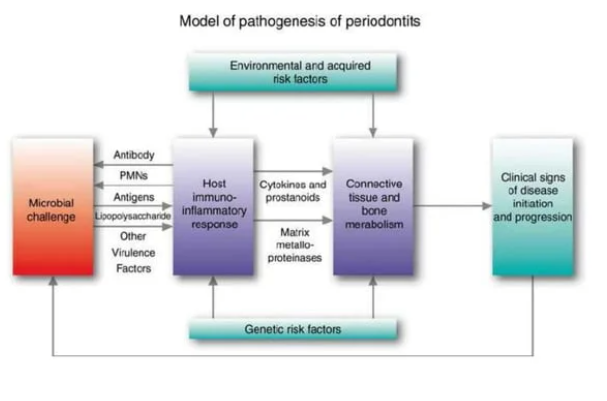 Model of pathogenesis of periodontits
Environmental and acquired
risk factors
Microbial
challenge
Antibody
PMNs
Antigens
Lipopolysaccharide
Other
Virulence
Factors
Host
immuno-
inflammatory
response
Cytokines and
prostanoids
Matrix
metallo-
proteinases
Connective
tissue and
bone
merabolism
Clinical signs
of disease
initiation
and progression
Genetic risk factors